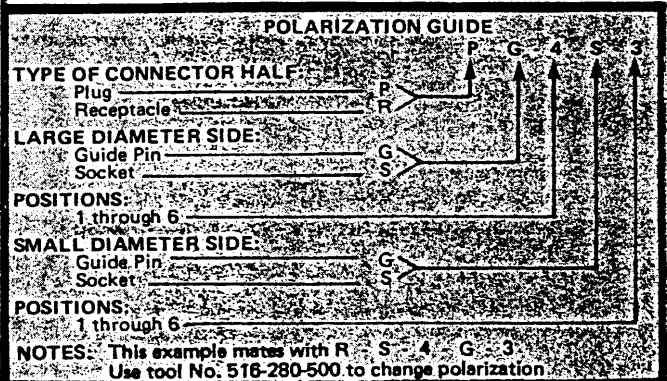 POLARIZATION GUIDE
P G 4 S 3
TYPE OF CONNECTOR HALF:
Plug P
Receptacle R
LARGE DIAMETER SIDE:
Guide Pin G
Socket S
POSITIONS:
1 through 6
SMALL DIAMETER SIDE:
Guide Pin G
Socket S
POSITIONS:
1 through 6
NOTES: This example mates with R S 4 G 3
Use tool No. 516-280-500 to change polarization